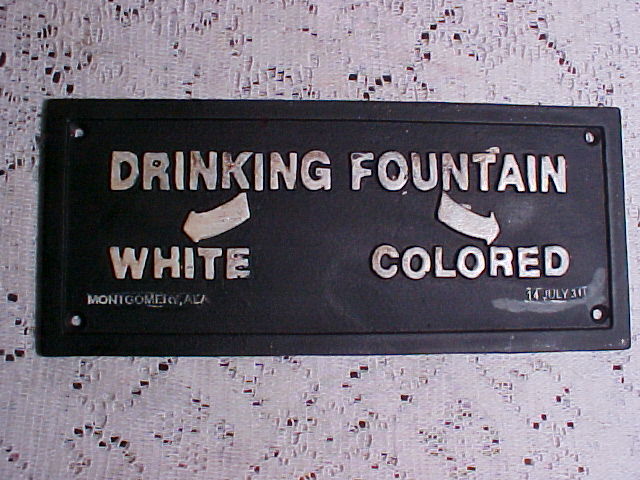 DRINKING FOUNTAIN
WHITE COLORED
MONTGOMERY, ALA 14 JULY